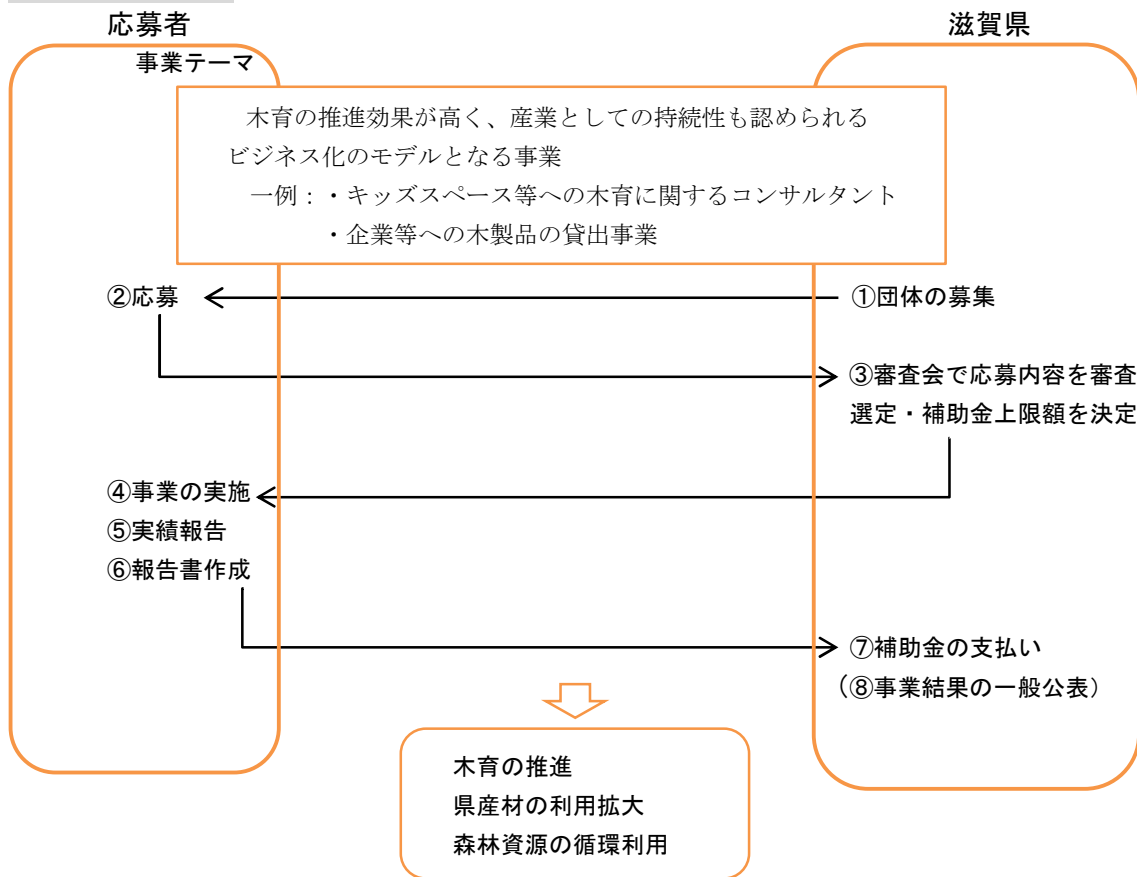 応募者
滋賀県
事業テーマ
木育の推進効果が高く、産業としての持続性も認められる
ビジネス化のモデルとなる事業
一例：・キッズスペース等への木育に関するコンサルタント
・企業等への木製品の貸出事業
②応募
①団体の募集
③審査会で応募内容を審査
選定・補助金上限額を決定
④事業の実施
⑤実績報告
⑥報告書作成
⑦補助金の支払い
（⑧事業結果の一般公表）
木育の推進
県産材の利用拡大
森林資源の循環利用